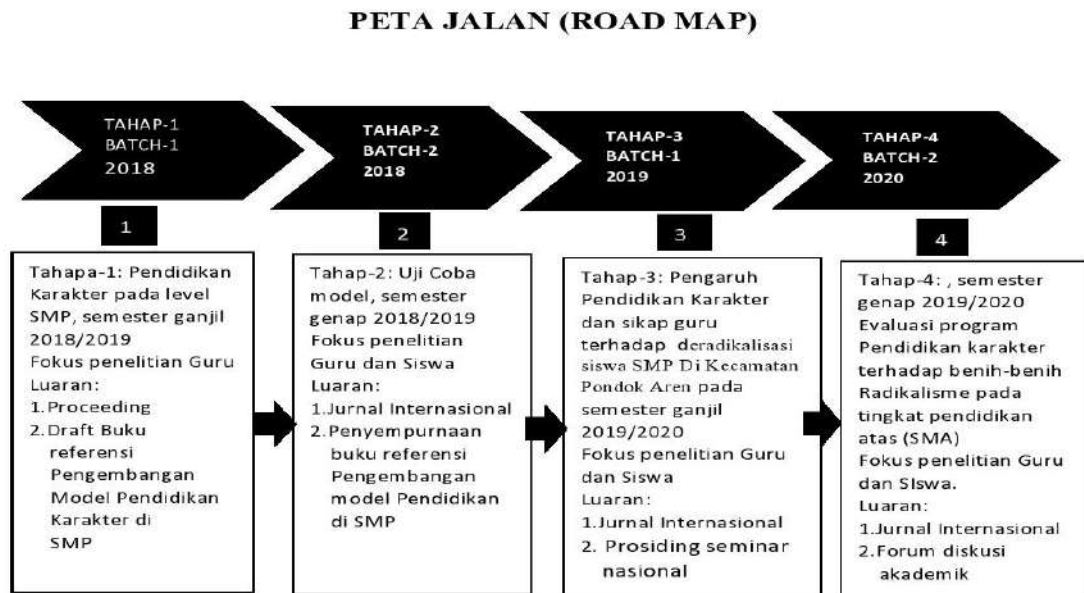 PETA JALAN (ROAD MAP)
TAHAP-1
BATCH-1
2018
TAHAP-2
BATCH-2
2018
TAHAP-3
BATCH-1
2019
TAHAP-4
BATCH-2
2020
1
2
3
4
Tahapa-1: Pendidikan
Karakter pada level
SMP, semester ganjil
2018/2019
Fokus penelitian Guru
Luaran:
1.Proceeding
2.Draft Buku
referensi
Pengembangan
Model Pendidikan
Karakter di
SMP
Tahap-2: Uji Coba
model, semester
genap 2018/2019
Fokus penelitian
Guru dan Siswa
Luaran:
1.Jurnal Internasional
2.Penyempurnaan
buku referensi
Pengembangan
model Pendidikan
di SMP
Tahap-3: Pengaruh
Pendidikan Karakter
dan sikap guru
terhadap deradikalisasi
siswa SMP Di Kecamatan
Pondok Aren pada
semester ganjil
2019/2020
Fokus penelitian Guru
dan Siswa
Luaran:
1.Jurnal Internasional
2. Prosiding seminar
nasional
Tahap-4: , semester
genap 2019/2020
Evaluasi program
Pendidikan karakter
terhadap benih-benih
Radikalisme pada
tingkat pendidikan
atas (SMA)
Fokus penelitian Guru
dan SIswa.
Luaran:
1.Jurnal Internasional
2.Forum diskusi
akademik